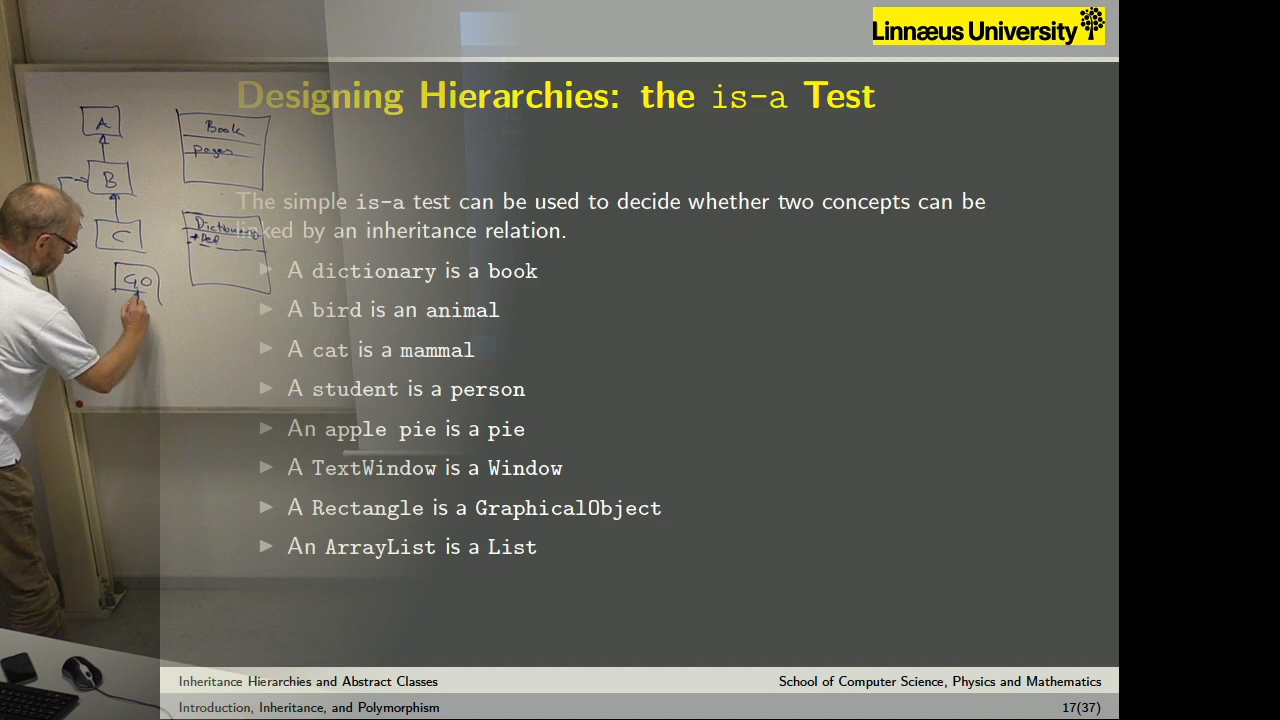 Linnæus University
Designing Hierarchies: the is-a Test
A
Book
pages
B
The simple is-a test can be used to decide whether two concepts can be
linked by an inheritance relation.
C
Dictionary
+Def
GO
▶ A dictionary is a book
▶ A bird is an animal
▶ A cat is a mammal
▶ A student is a person
▶ An apple pie is a pie
▶ A TextWindow is a Window
▶ A Rectangle is a GraphicalObject
▶ An ArrayList is a List
Inheritance Hierarchies and Abstract Classes
School of Computer Science, Physics and Mathematics
Introduction, Inheritance, and Polymorphism
17(37)